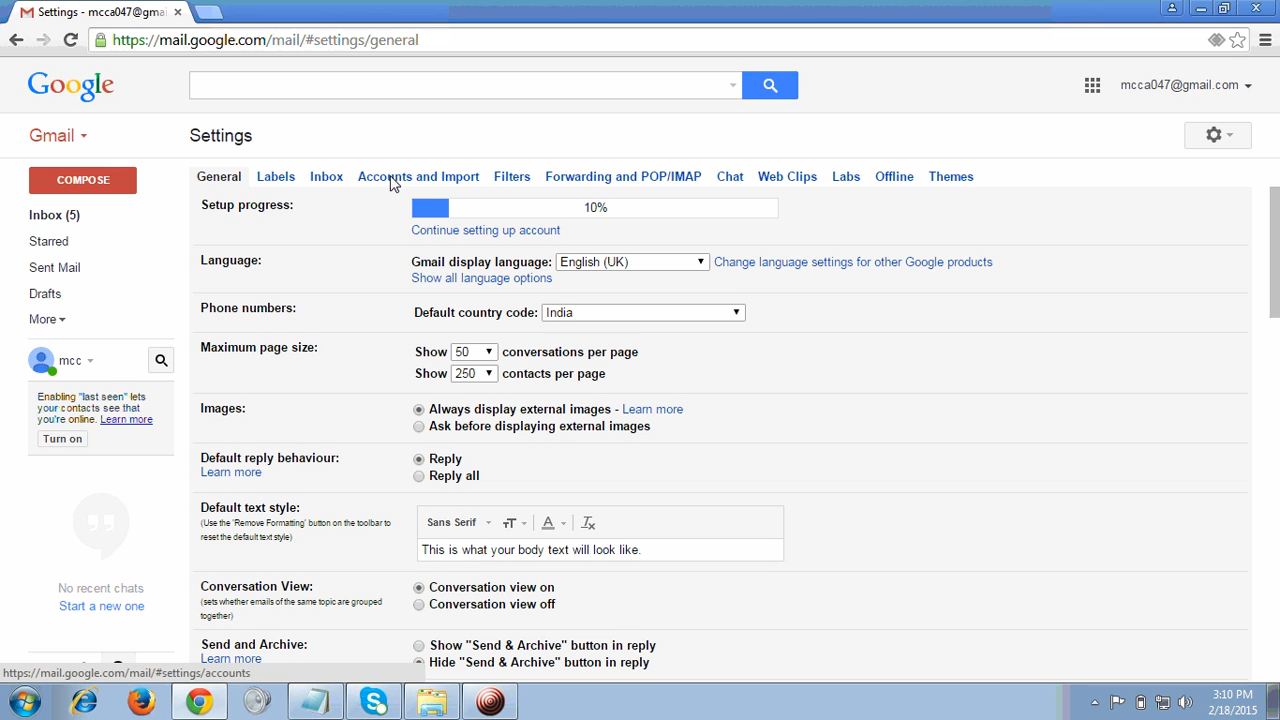 Settings - mcca047@gmai
https://mail.google.com/mail/#settings/general
Google
mcca047@gmail.com
Gmail
Settings
COMPOSE
General Labels Inbox Accounts and Import Filters Forwarding and POP/IMAP Chat Web Clips Labs Offline Themes
Setup progress: 10%
Continue setting up account
Inbox (5)
Starred
Sent Mail
Drafts
More
Language: Gmail display language: English (UK) Change language settings for other Google products
Show all language options
Phone numbers: Default country code: India
Maximum page size: Show 50 conversations per page
Show 250 contacts per page
mcc
Enabling "last seen" lets
your contacts see that
you're online. Learn more
Turn on
Images: Always display external images - Learn more
Ask before displaying external images
Default reply behaviour: Reply
Learn more
Reply all
Default text style:
(Use the 'Remove Formatting' button on the toolbar to
reset the default text style)
Sans Serif
This is what your body text will look like.
No recent chats
Start a new one
Conversation View: Conversation view on
(sets whether emails of the same topic are grouped
together)
Conversation view off
Send and Archive: Show "Send & Archive" button in reply
Learn more
Hide "Send & Archive" button in reply
https://mail.google.com/mail/#settings/accounts
3:10 PM
2/18/2015